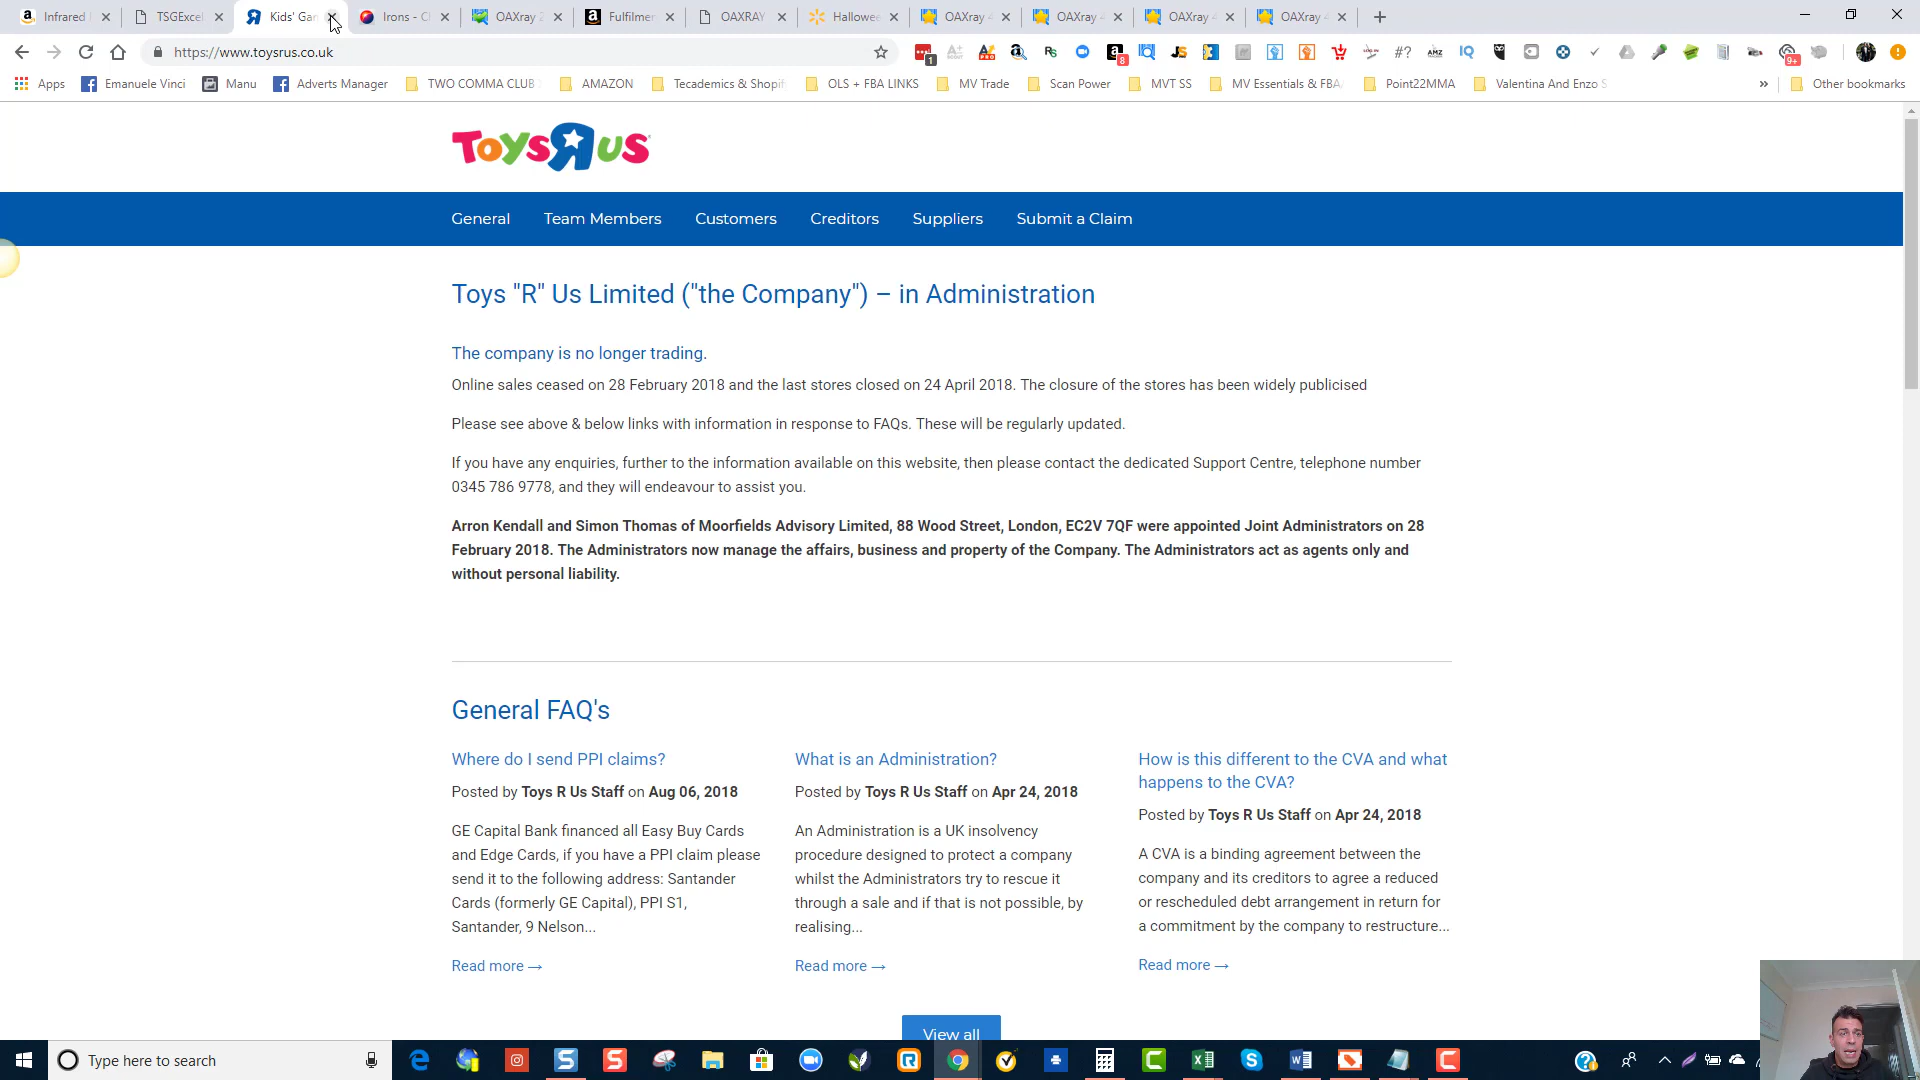 Infrared
TSGExcel
Kids' Gam
Irons - C
OAXray 2
Fulfilmen
OAXRAY
Hallowee
OAXray
OAXray
OAXray
OAXray
https://www.toysrus.co.uk
1
8
#?
AMZ
IQ
9+
Apps
Emanuele Vinci
Manu
Adverts Manager
TWO COMMA CLUB
AMAZON
Tecademics & Shopif
OLS + FBA LINKS
MV Trade
Scan Power
MVT SS
MV Essentials & FBA
Point22MMA
Valentina And Enzo S
»
Other bookmarks
ToysRus
General
Team Members
Customers
Creditors
Suppliers
Submit a Claim
Toys "R" Us Limited ("the Company") – in Administration
The company is no longer trading.
Online sales ceased on 28 February 2018 and the last stores closed on 24 April 2018. The closure of the stores has been widely publicised
Please see above & below links with information in response to FAQs. These will be regularly updated.
If you have any enquiries, further to the information available on this website, then please contact the dedicated Support Centre, telephone number
0345 786 9778, and they will endeavour to assist you.
Arron Kendall and Simon Thomas of Moorfields Advisory Limited, 88 Wood Street, London, EC2V 7QF were appointed Joint Administrators on 28
February 2018. The Administrators now manage the affairs, business and property of the Company. The Administrators act as agents only and
without personal liability.
General FAQ's
Where do I send PPI claims?
Posted by Toys R Us Staff on Aug 06, 2018
GE Capital Bank financed all Easy Buy Cards
and Edge Cards, if you have a PPI claim please
send it to the following address: Santander
Cards (formerly GE Capital), PPI S1,
Santander, 9 Nelson...
Read more →
What is an Administration?
Posted by Toys R Us Staff on Apr 24, 2018
An Administration is a UK insolvency
procedure designed to protect a company
whilst the Administrators try to rescue it
through a sale and if that is not possible, by
realising...
Read more →
How is this different to the CVA and what
happens to the CVA?
Posted by Toys R Us Staff on Apr 24, 2018
A CVA is a binding agreement between the
company and its creditors to agree a reduced
or rescheduled debt arrangement in return for
a commitment by the company to restructure...
Read more →
View all
Type here to search